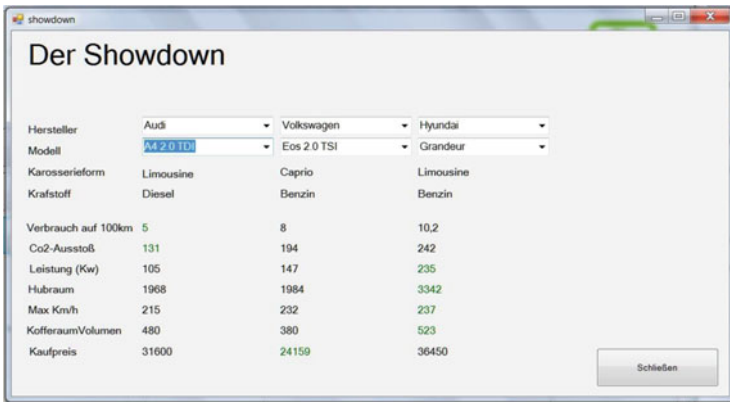 showdown
Der Showdown
Hersteller Audi Volkswagen Hyundai
Modell A4 2.0 TDI Eos 2.0 TSI Grandeur
Karosserieform Limousine Caprio Limousine
Krafstoff Diesel Benzin Benzin
Verbrauch auf 100km 5 8 10,2
Co2-Ausstoß 131 194 242
Leistung (Kw) 105 147 235
Hubraum 1968 1984 3342
Max Km/h 215 232 237
KofferaumVolumen 480 380 523
Kaufpreis 31600 24159 36450
Schließen